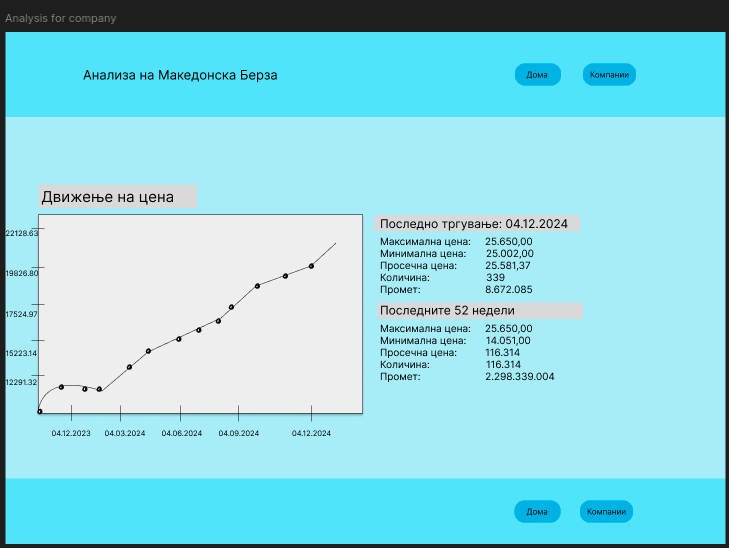 Analysis for company
Анализа на Македонска Берза
Дома
Компании
Движење на цена
22128.63
19826.80
17524.97
15223.14
12291.32
04.12.2023
04.03.2024
04.06.2024
04.09.2024
04.12.2024
Последно тргување: 04.12.2024
Максимална цена: 25.650,00
Минимална цена: 25.002,00
Просечна цена: 25.581,37
Количина: 339
Промет: 8.672.085
Последните 52 недели
Максимална цена: 25.650,00
Минимална цена: 14.051,00
Просечна цена: 116.314
Количина: 116.314
Промет: 2.298.339.004
Дома
Компании